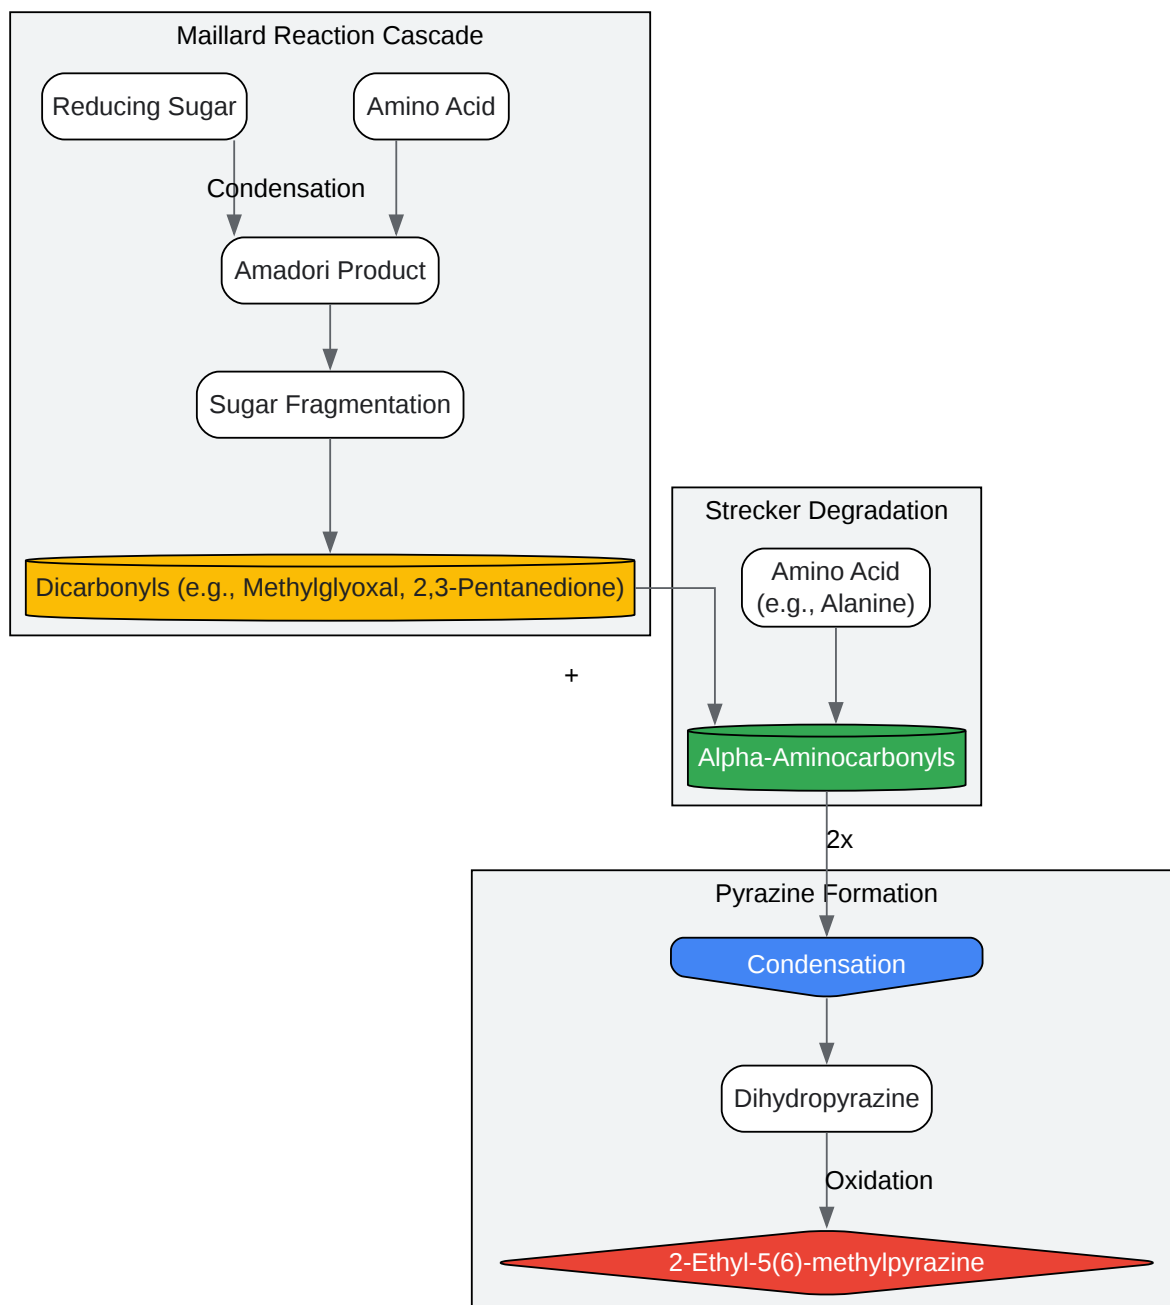 Maillard Reaction Cascade
Reducing Sugar
Amino Acid
Condensation
Amadori Product
Sugar Fragmentation
Dicarbonyls (e.g., Methylglyoxal, 2,3-Pentanedione)
Strecker Degradation
Amino Acid
(e.g., Alanine)
+
Alpha-Aminocarbonyls
2x
Pyrazine Formation
Condensation
Dihydropyrazine
Oxidation
2-Ethyl-5(6)-methylpyrazine